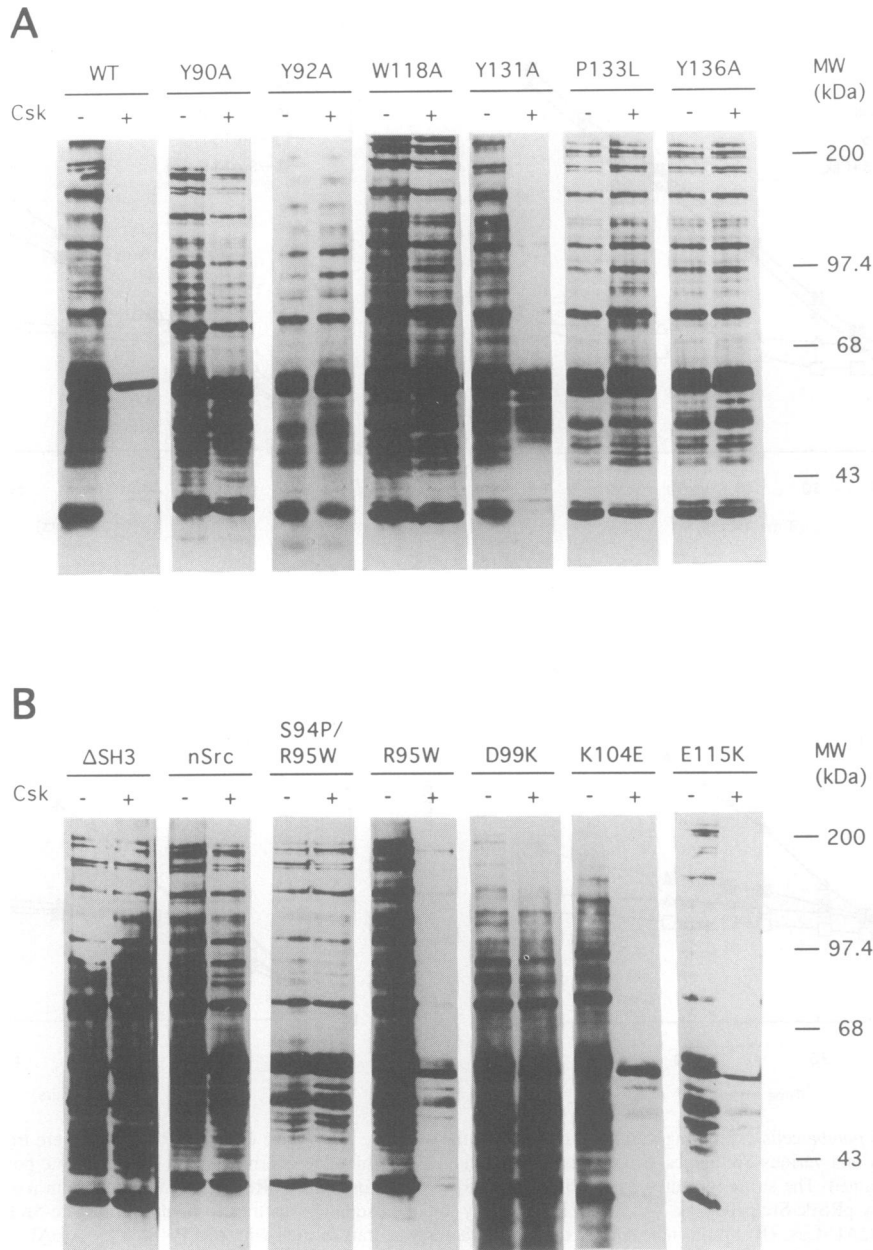 A
WT Y90A Y92A W118A Y131A P133L Y136A MW
(kDa)
Csk - + - + - + - + - + - + - +
200
97.4
68
43
B
S94P/
ΔSH3 nSrc R95W R95W D99K K104E E115K MW
(kDa)
Csk - + - + - + - + - + - + - +
200
97.4
68
43